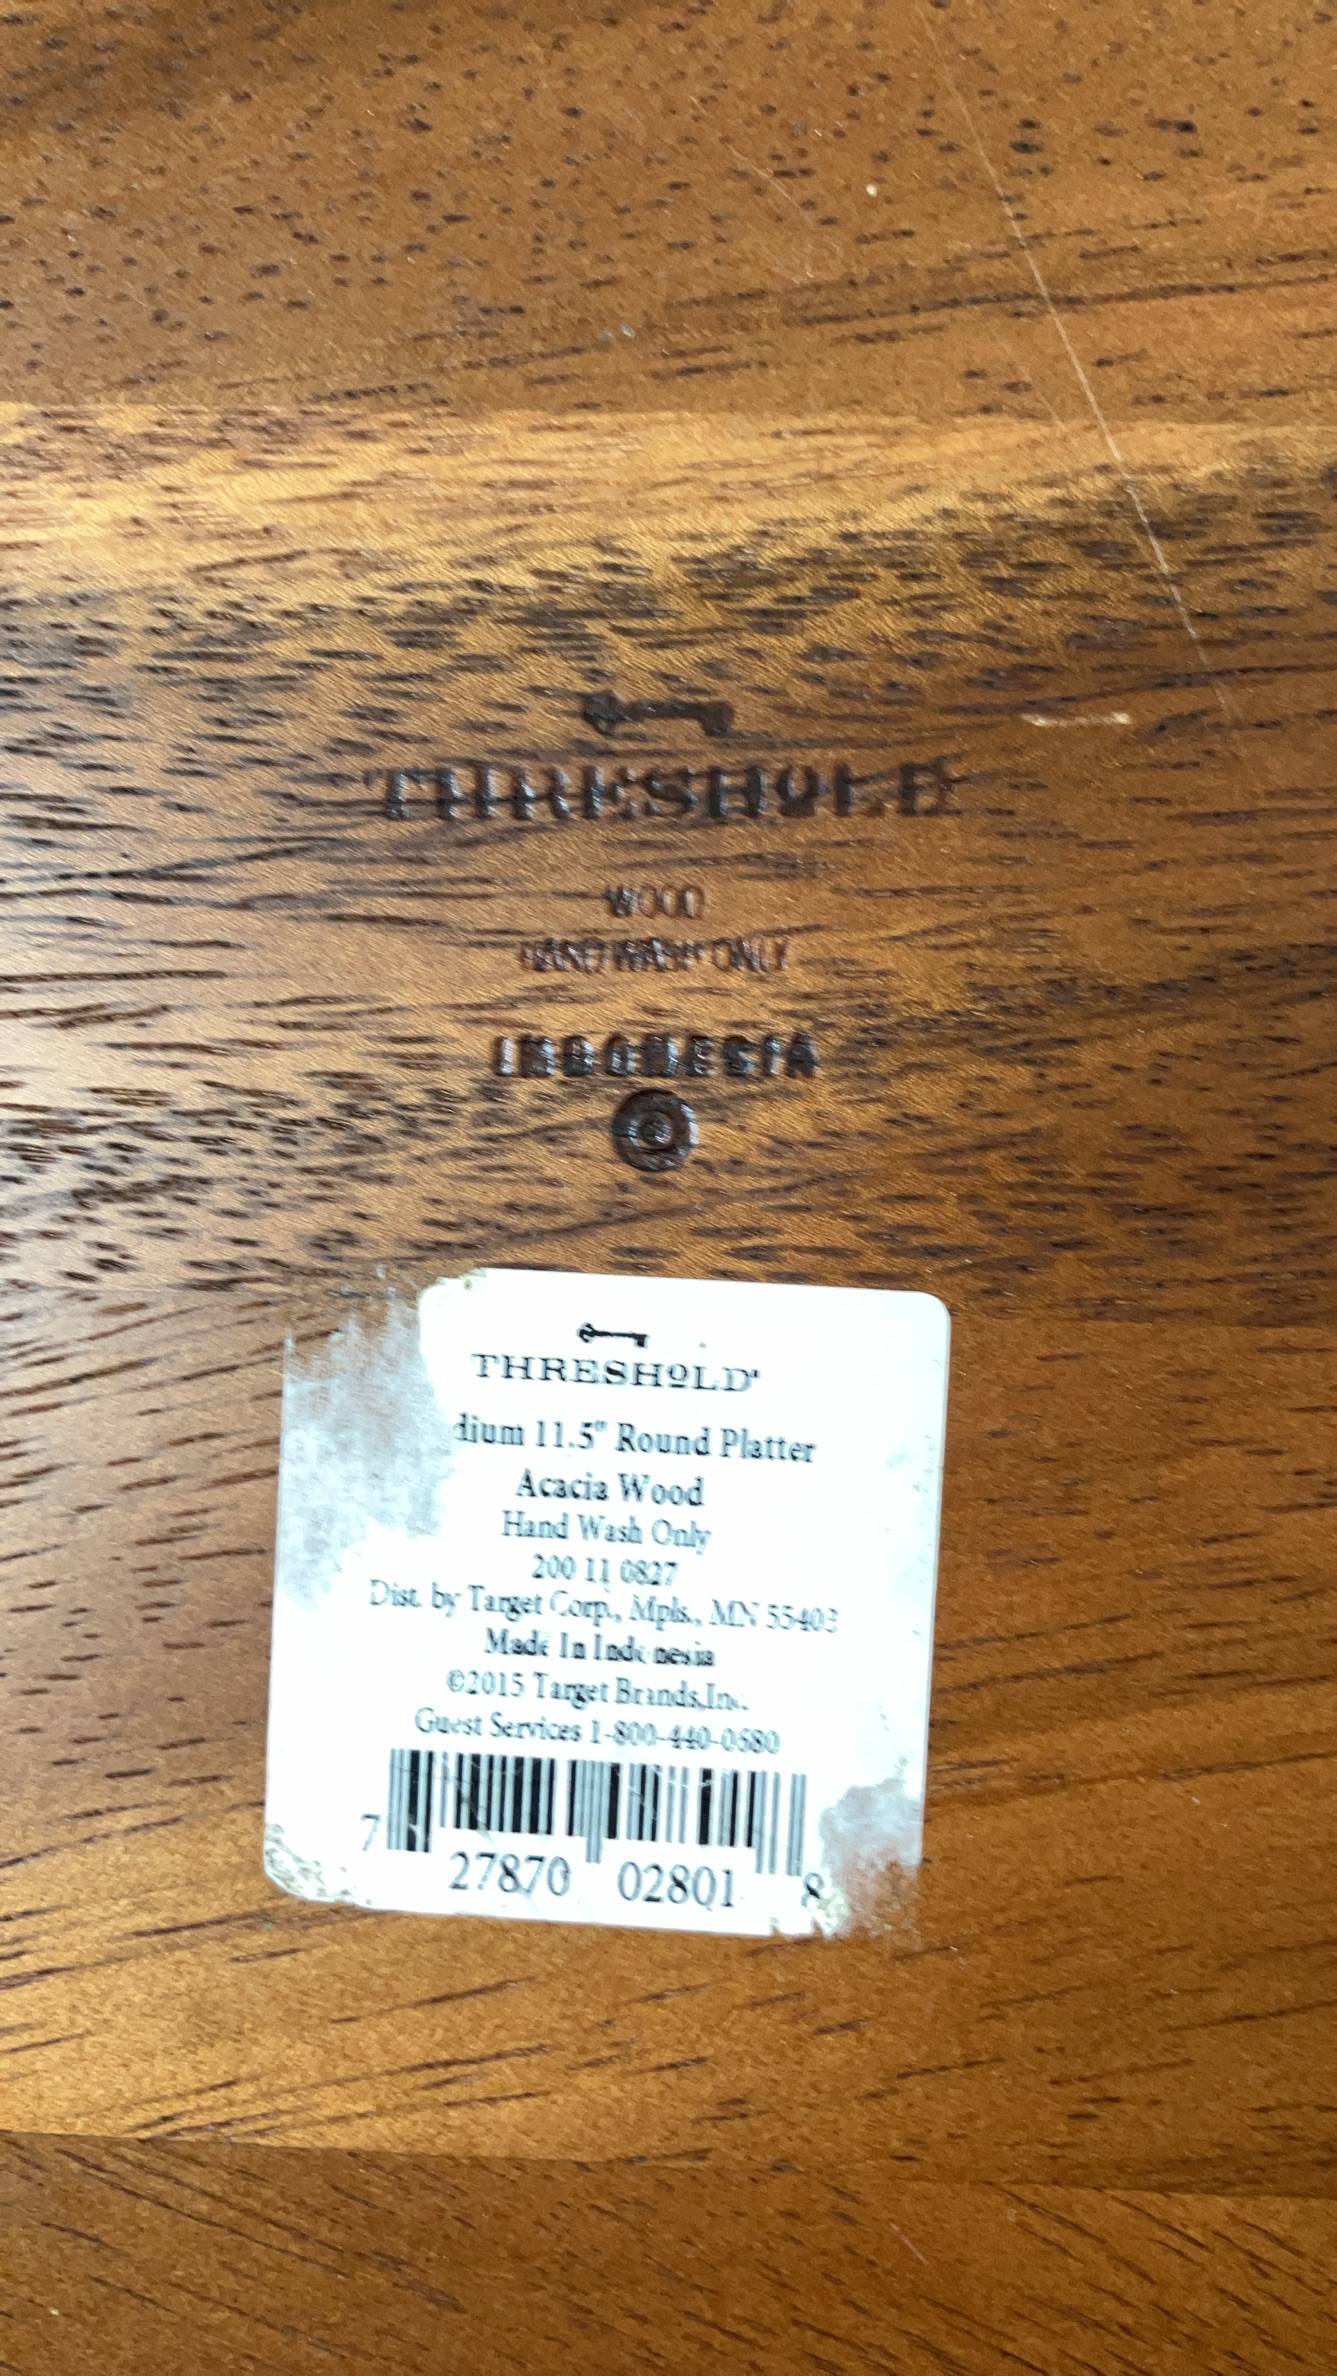 THRESHOLD
WOOD
HAND WASH ONLY
INDONESIA
THRESHOLD
dium 11.5" Round Platter
Acacia Wood
Hand Wash Only
200 11 0827
Dist. by Target Corp., Mpls., MN 55403
Made In Indonesia
©2015 Target Brands,Inc.
Guest Services 1-800-440-0680
7 27870 02801 8